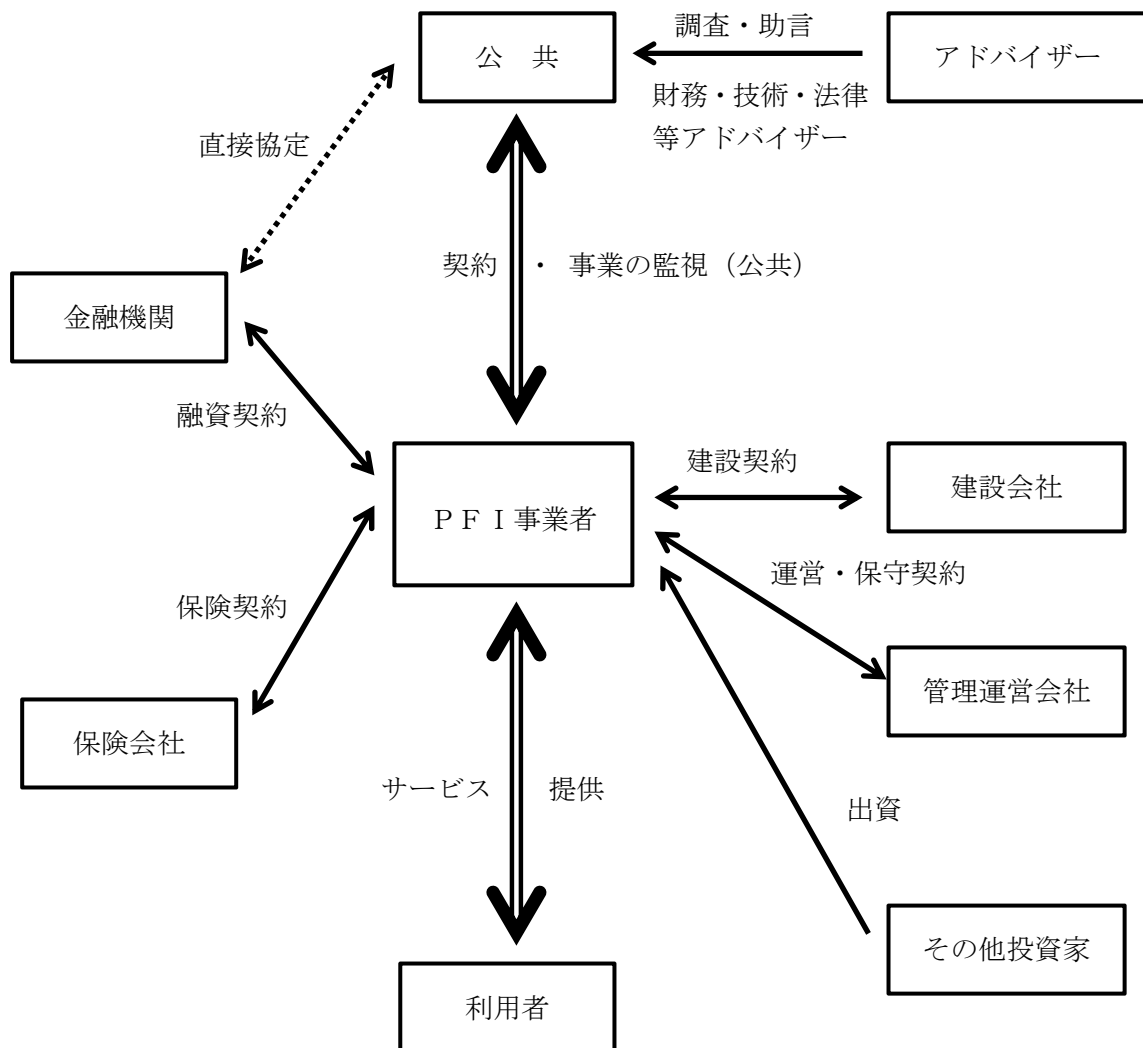 公　共
調査・助言
アドバイザー
財務・技術・法律
等アドバイザー
直接協定
契約　・　事業の監視（公共）
金融機関
融資契約
ＰＦＩ事業者
建設契約
建設会社
運営・保守契約
保険契約
管理運営会社
保険会社
サービス　提供
出資
その他投資家
利用者